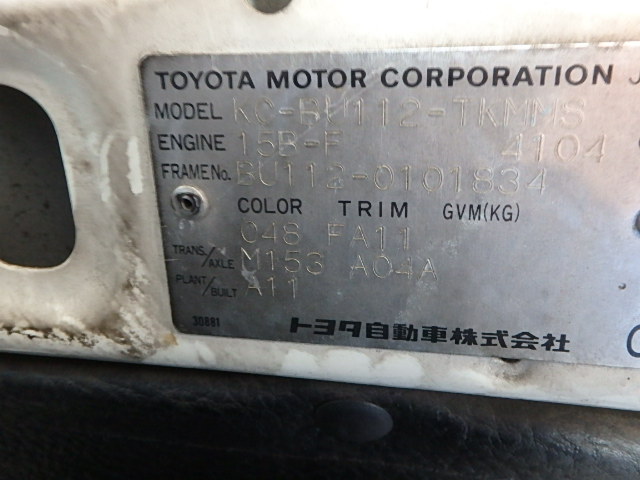 TOYOTA MOTOR CORPORATION J
MODEL KC-BU112-TKMMS
ENGINE 15B-F 4104
FRAME No. BU112-0101834
COLOR TRIM GVM(KG)
048 FA11
TRANS/AXLE M153 A04A
PLANT/BUILT A11
30881
トヨタ自動車株式会社